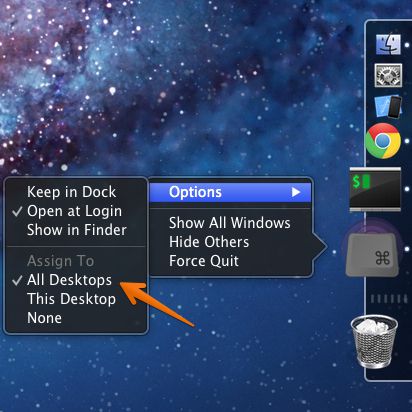 $
Keep in Dock
✓ Open at Login
Show in Finder
Assign To
✓ All Desktops
This Desktop
None
Options
Show All Windows
Hide Others
Force Quit
⌘